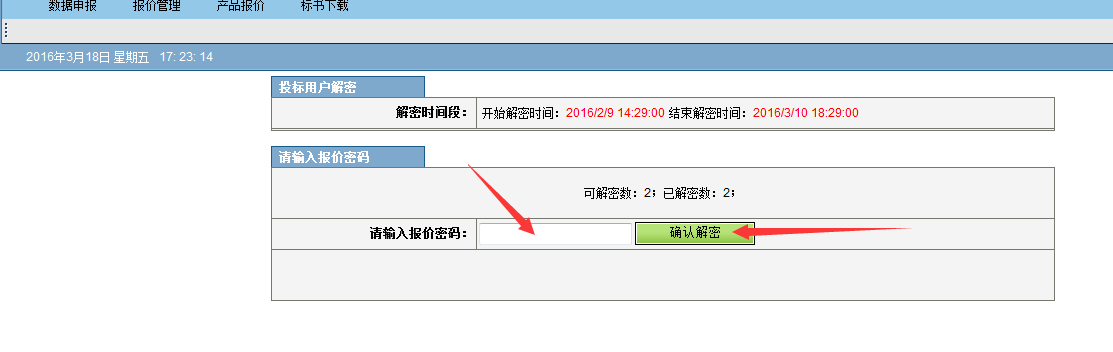 数据申报 报价管理 产品报价 标书下载
2016年3月18日 星期五 17: 23: 14
投标用户解密
解密时间段： 开始解密时间：2016/2/9 14:29:00 结束解密时间：2016/3/10 18:29:00
请输入报价密码
可解密数：2；已解密数：2；
请输入报价密码： 确认解密